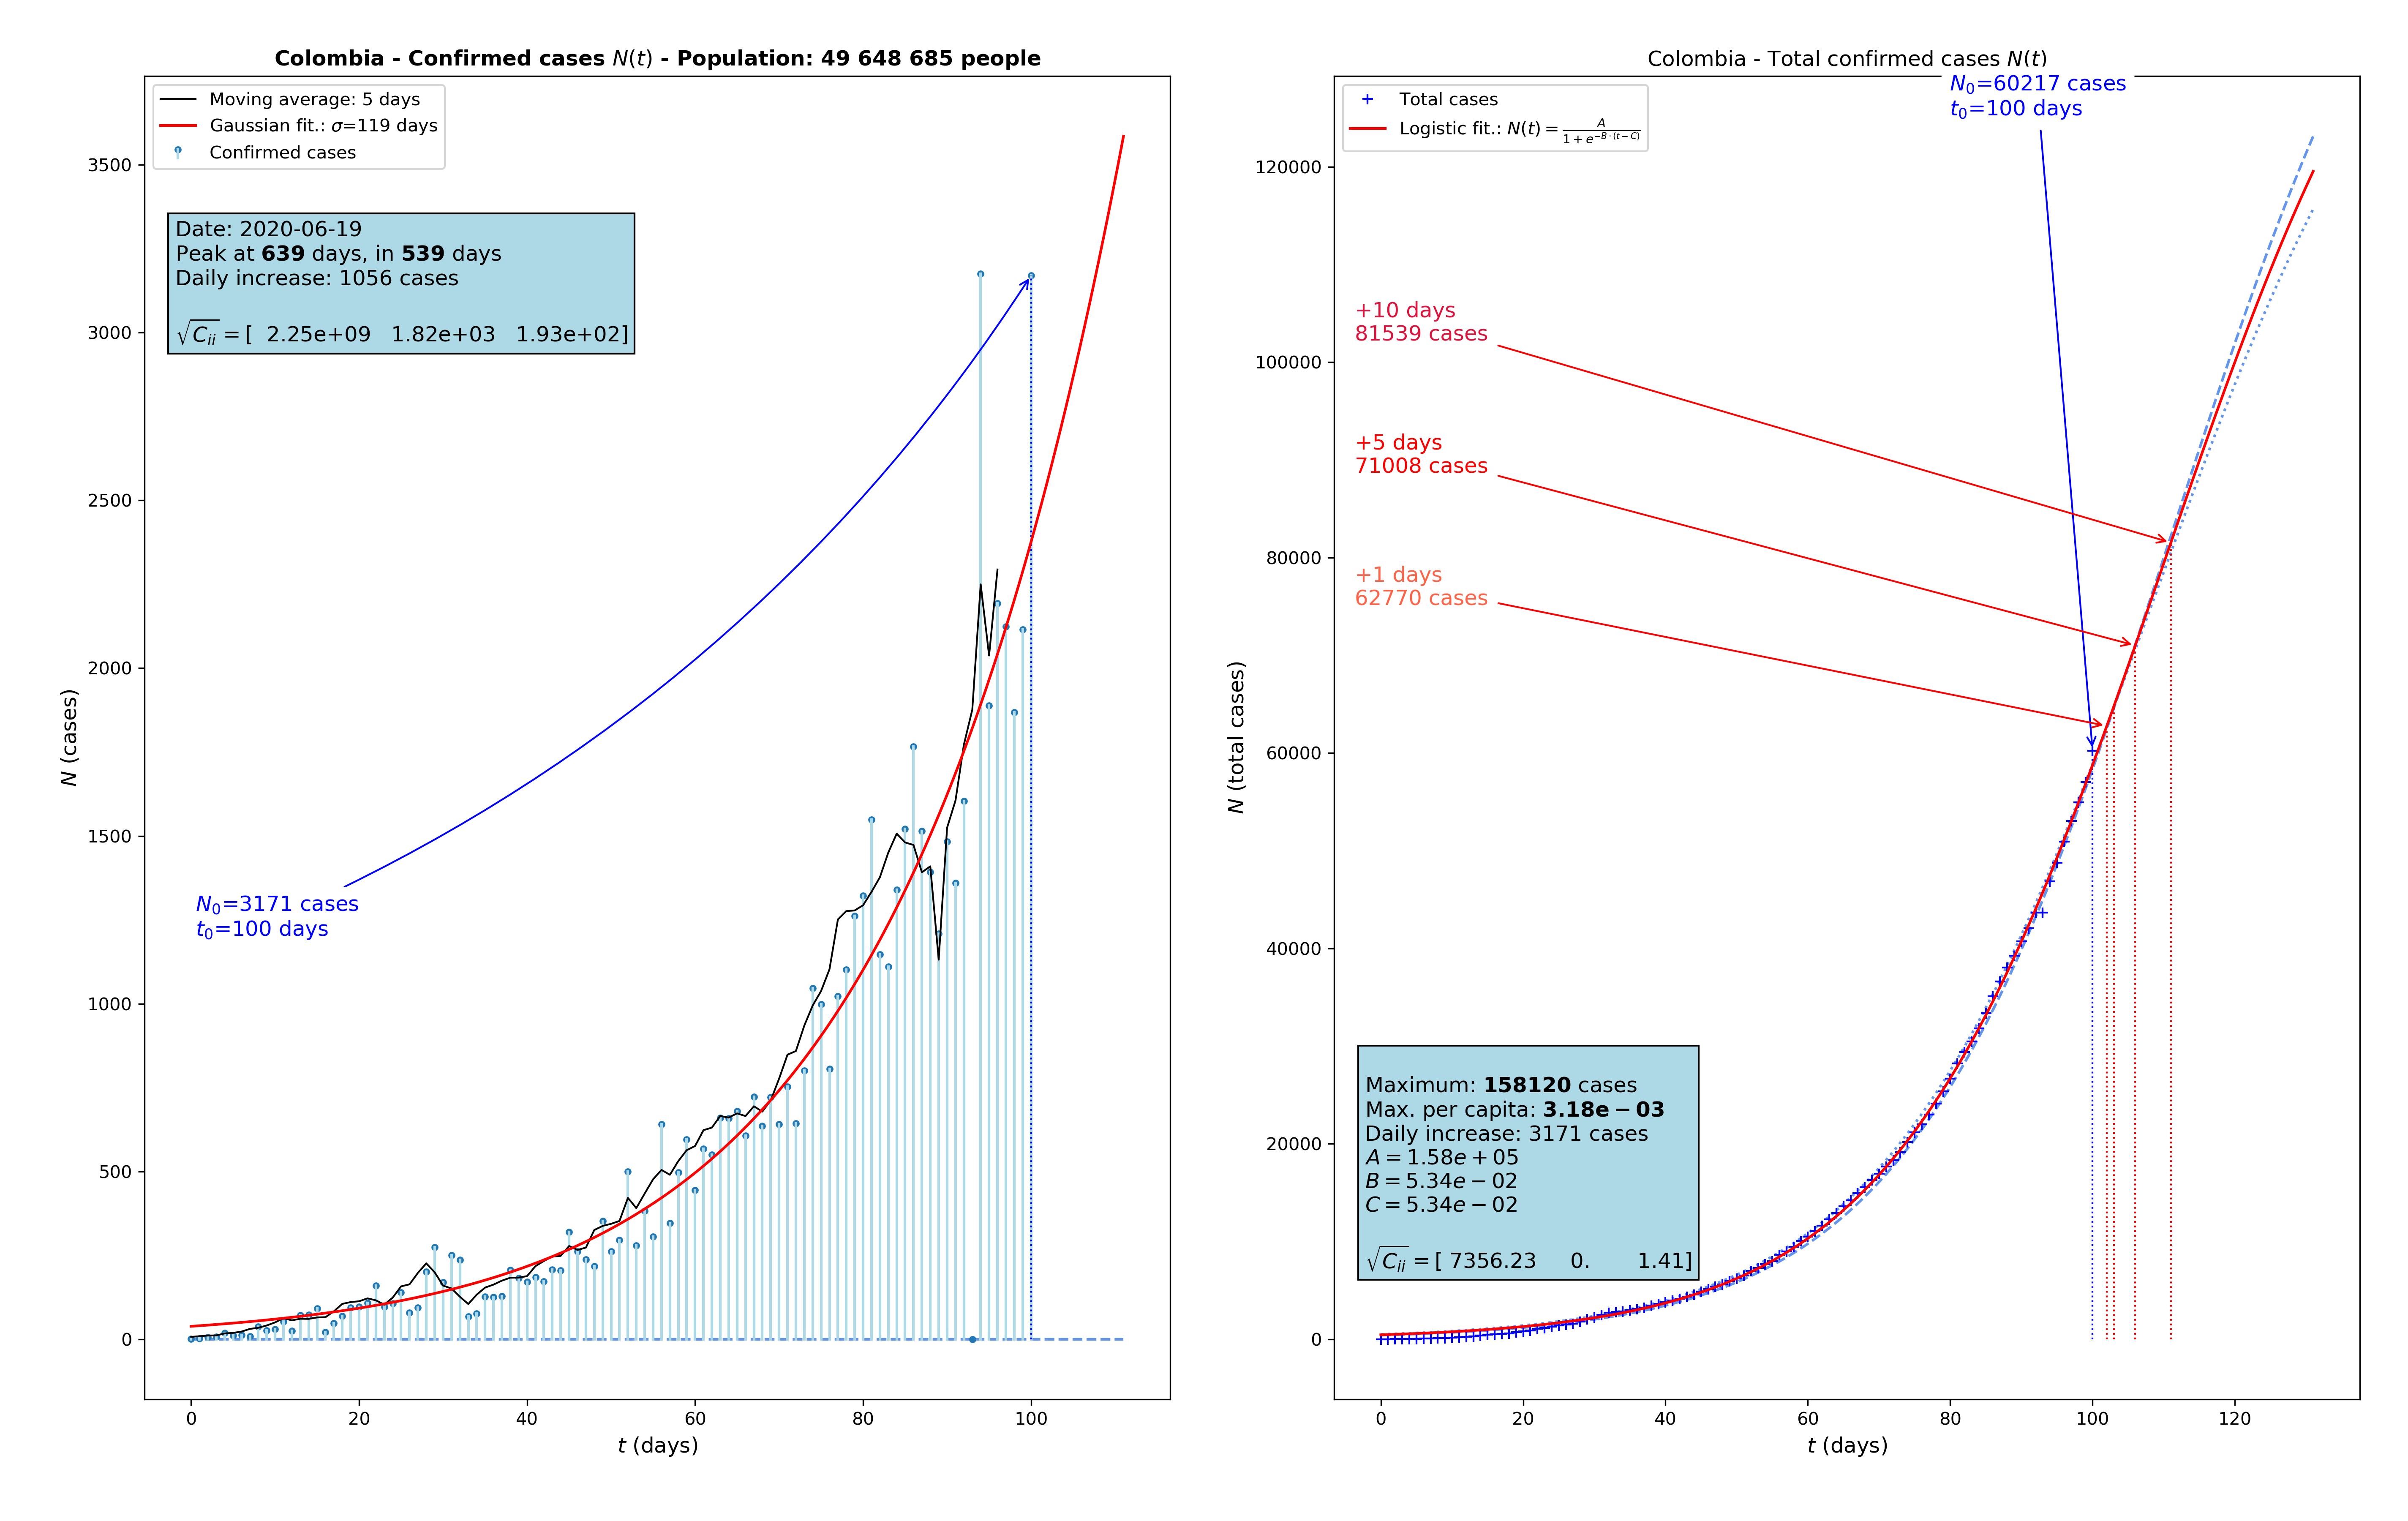 Colombia - Confirmed cases N(t) - Population: 49 648 685 people
Moving average: 5 days
Gaussian fit.: σ=119 days
Confirmed cases
Date: 2020-06-19
Peak at 639 days, in 539 days
Daily increase: 1056 cases
√C_ii = [ 2.25e+09 1.82e+03 1.93e+02]
N₀=3171 cases
t₀=100 days
3500
3000
2500
2000
1500
1000
500
0
N (cases)
0 20 40 60 80 100
t (days)
Colombia - Total confirmed cases N(t)
N₀=60217 cases
t₀=100 days
Total cases
Logistic fit.: N(t) = A / (1 + e^(−B·(t−C)))
+10 days
81539 cases
+5 days
71008 cases
+1 days
62770 cases
Maximum: 158120 cases
Max. per capita: 3.18e − 03
Daily increase: 3171 cases
A = 1.58e + 05
B = 5.34e − 02
C = 5.34e − 02
√C_ii = [ 7356.23 0. 1.41]
120000
100000
80000
60000
40000
20000
0
N (total cases)
0 20 40 60 80 100 120
t (days)